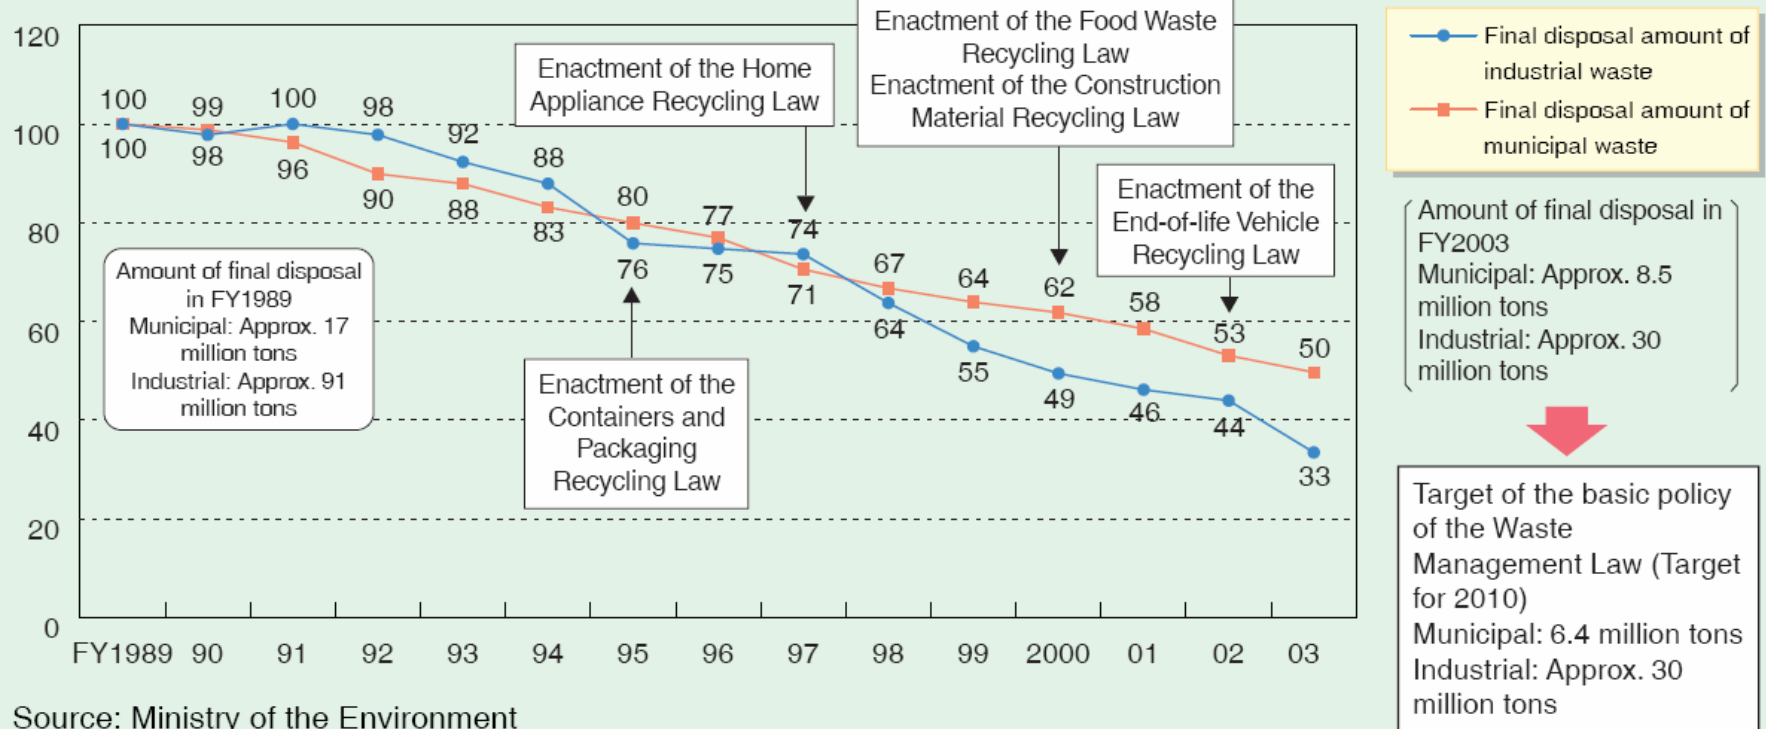 120
100
80
60
40
20
0
100
99
100
98
92
88
80
77
74
67
64
62
58
53
50
100
98
96
90
88
83
76
75
71
64
55
49
46
44
33
Enactment of the Home
Appliance Recycling Law
Enactment of the Food Waste
Recycling Law
Enactment of the Construction
Material Recycling Law
Enactment of the
End-of-life Vehicle
Recycling Law
Enactment of the
Containers and
Packaging
Recycling Law
Amount of final disposal
in FY1989
Municipal: Approx. 17
million tons
Industrial: Approx. 91
million tons
FY1989 90 91 92 93 94 95 96 97 98 99 2000 01 02 03
Source: Ministry of the Environment
Final disposal amount of
industrial waste
Final disposal amount of
municipal waste
Amount of final disposal in
FY2003
Municipal: Approx. 8.5
million tons
Industrial: Approx. 30
million tons
Target of the basic policy
of the Waste
Management Law (Target
for 2010)
Municipal: 6.4 million tons
Industrial: Approx. 30
million tons